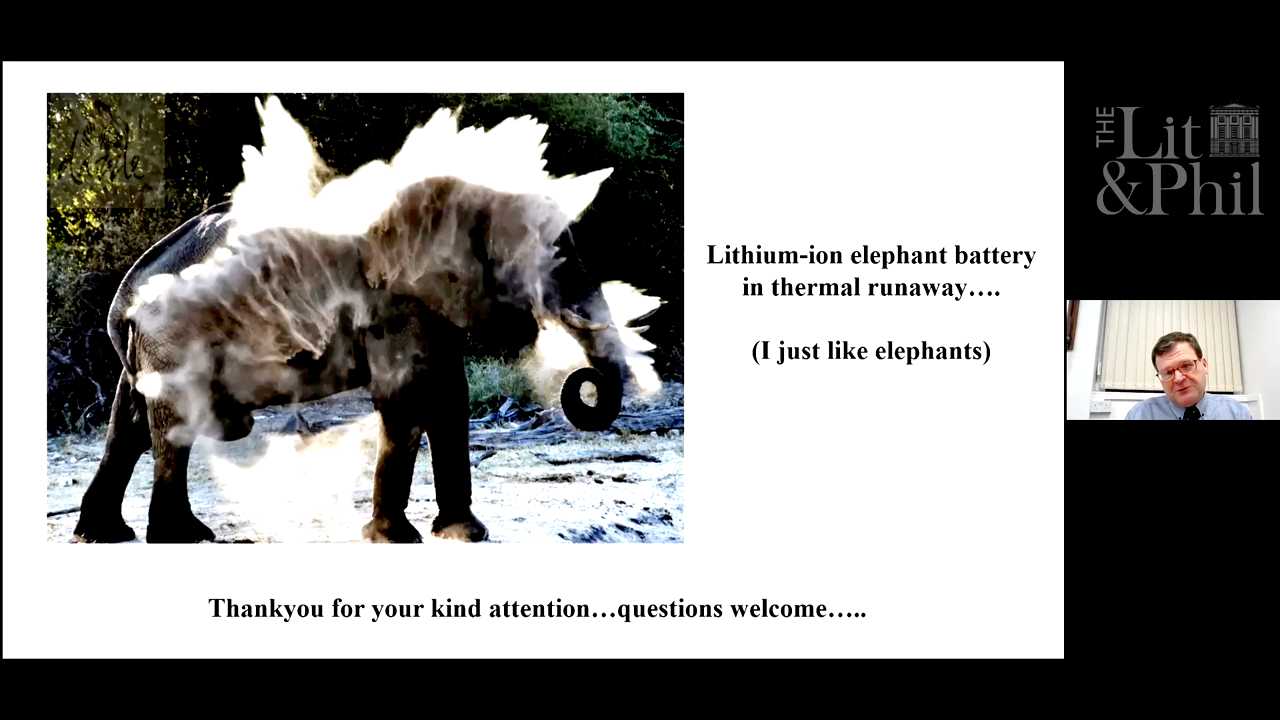 THE
Lit
&Phil
Lithium-ion elephant battery
in thermal runaway….
(I just like elephants)
Thankyou for your kind attention…questions welcome…..